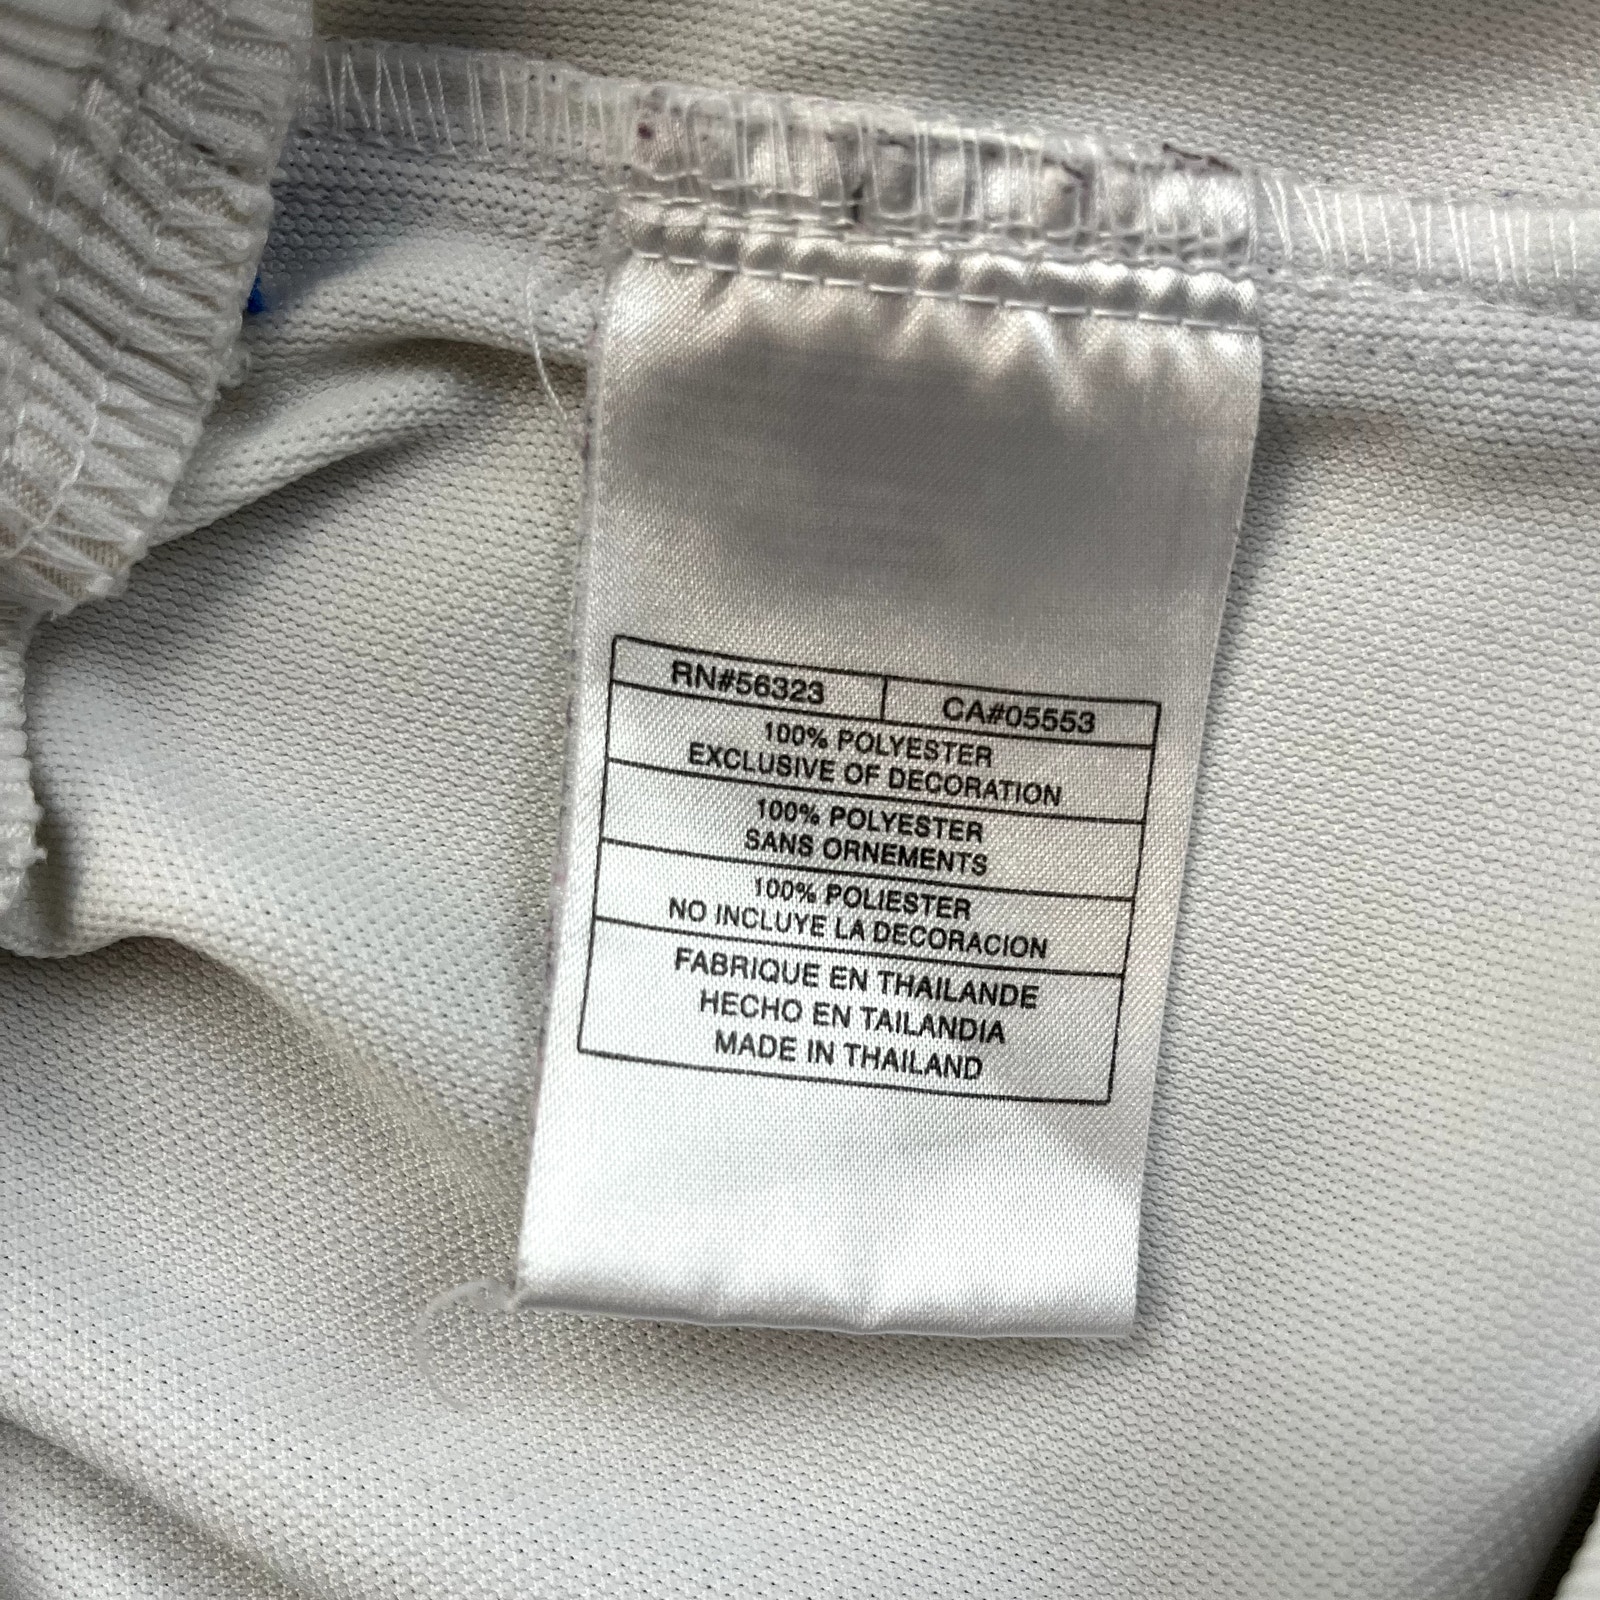 RN#56323 CA#05553
100% POLYESTER
EXCLUSIVE OF DECORATION
100% POLYESTER
SANS ORNEMENTS
100% POLIESTER
NO INCLUYE LA DECORACION
FABRIQUE EN THAILANDE
HECHO EN TAILANDIA
MADE IN THAILAND